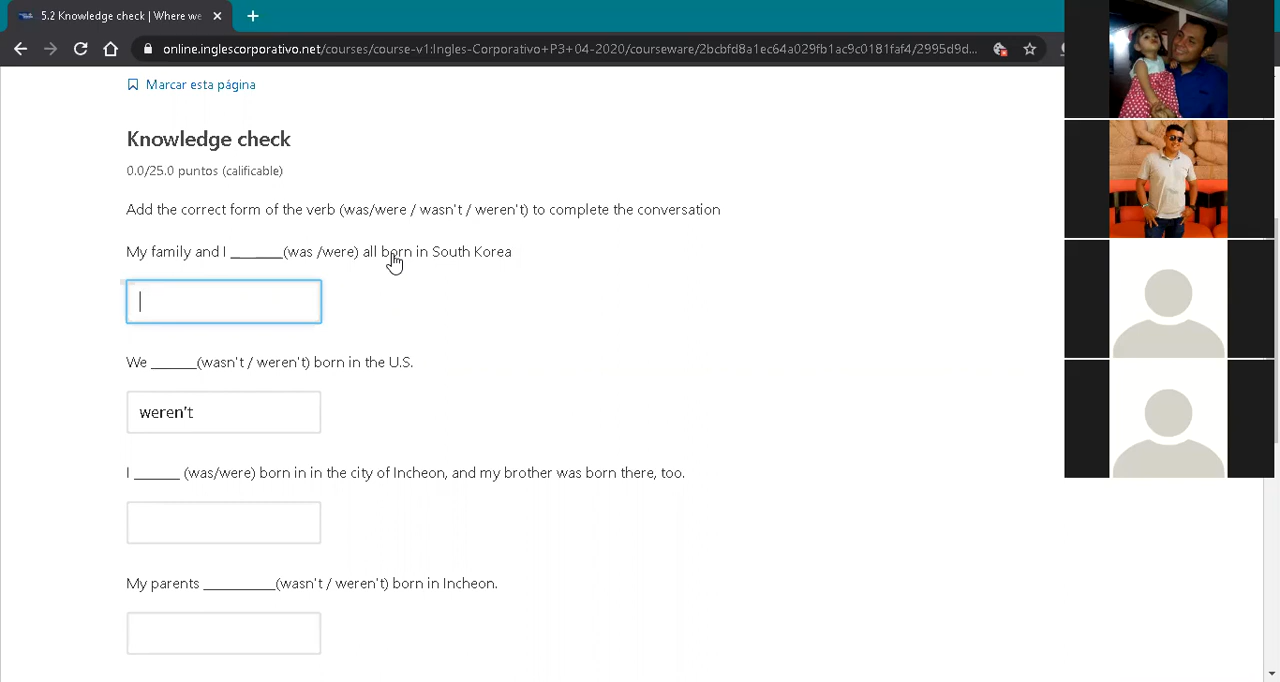 5.2 Knowledge check | Where we
online.inglescorporativo.net/courses/course-v1:Ingles-Corporativo+P3+04-2020/courseware/2bcbfd8a1ec64a029fb1ac9c0181faf4/2995d9d...
Marcar esta página
Knowledge check
0.0/25.0 puntos (calificable)
Add the correct form of the verb (was/were / wasn't / weren't) to complete the conversation
My family and I _______(was /were) all born in South Korea
We ______(wasn't / weren't) born in the U.S.
weren't
I ______ (was/were) born in in the city of Incheon, and my brother was born there, too.
My parents __________(wasn't / weren't) born in Incheon.